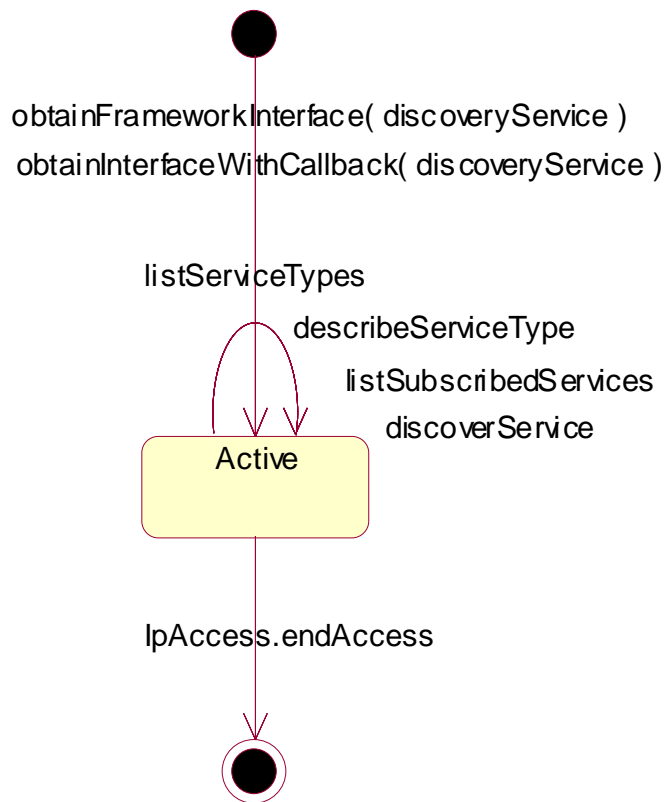 obtainFrameworkInterface( discoveryService )
obtainInterfaceWithCallback( discoveryService )
listServiceTypes
describeServiceType
listSubscribedServices
discoverService
Active
IpAccess.endAccess